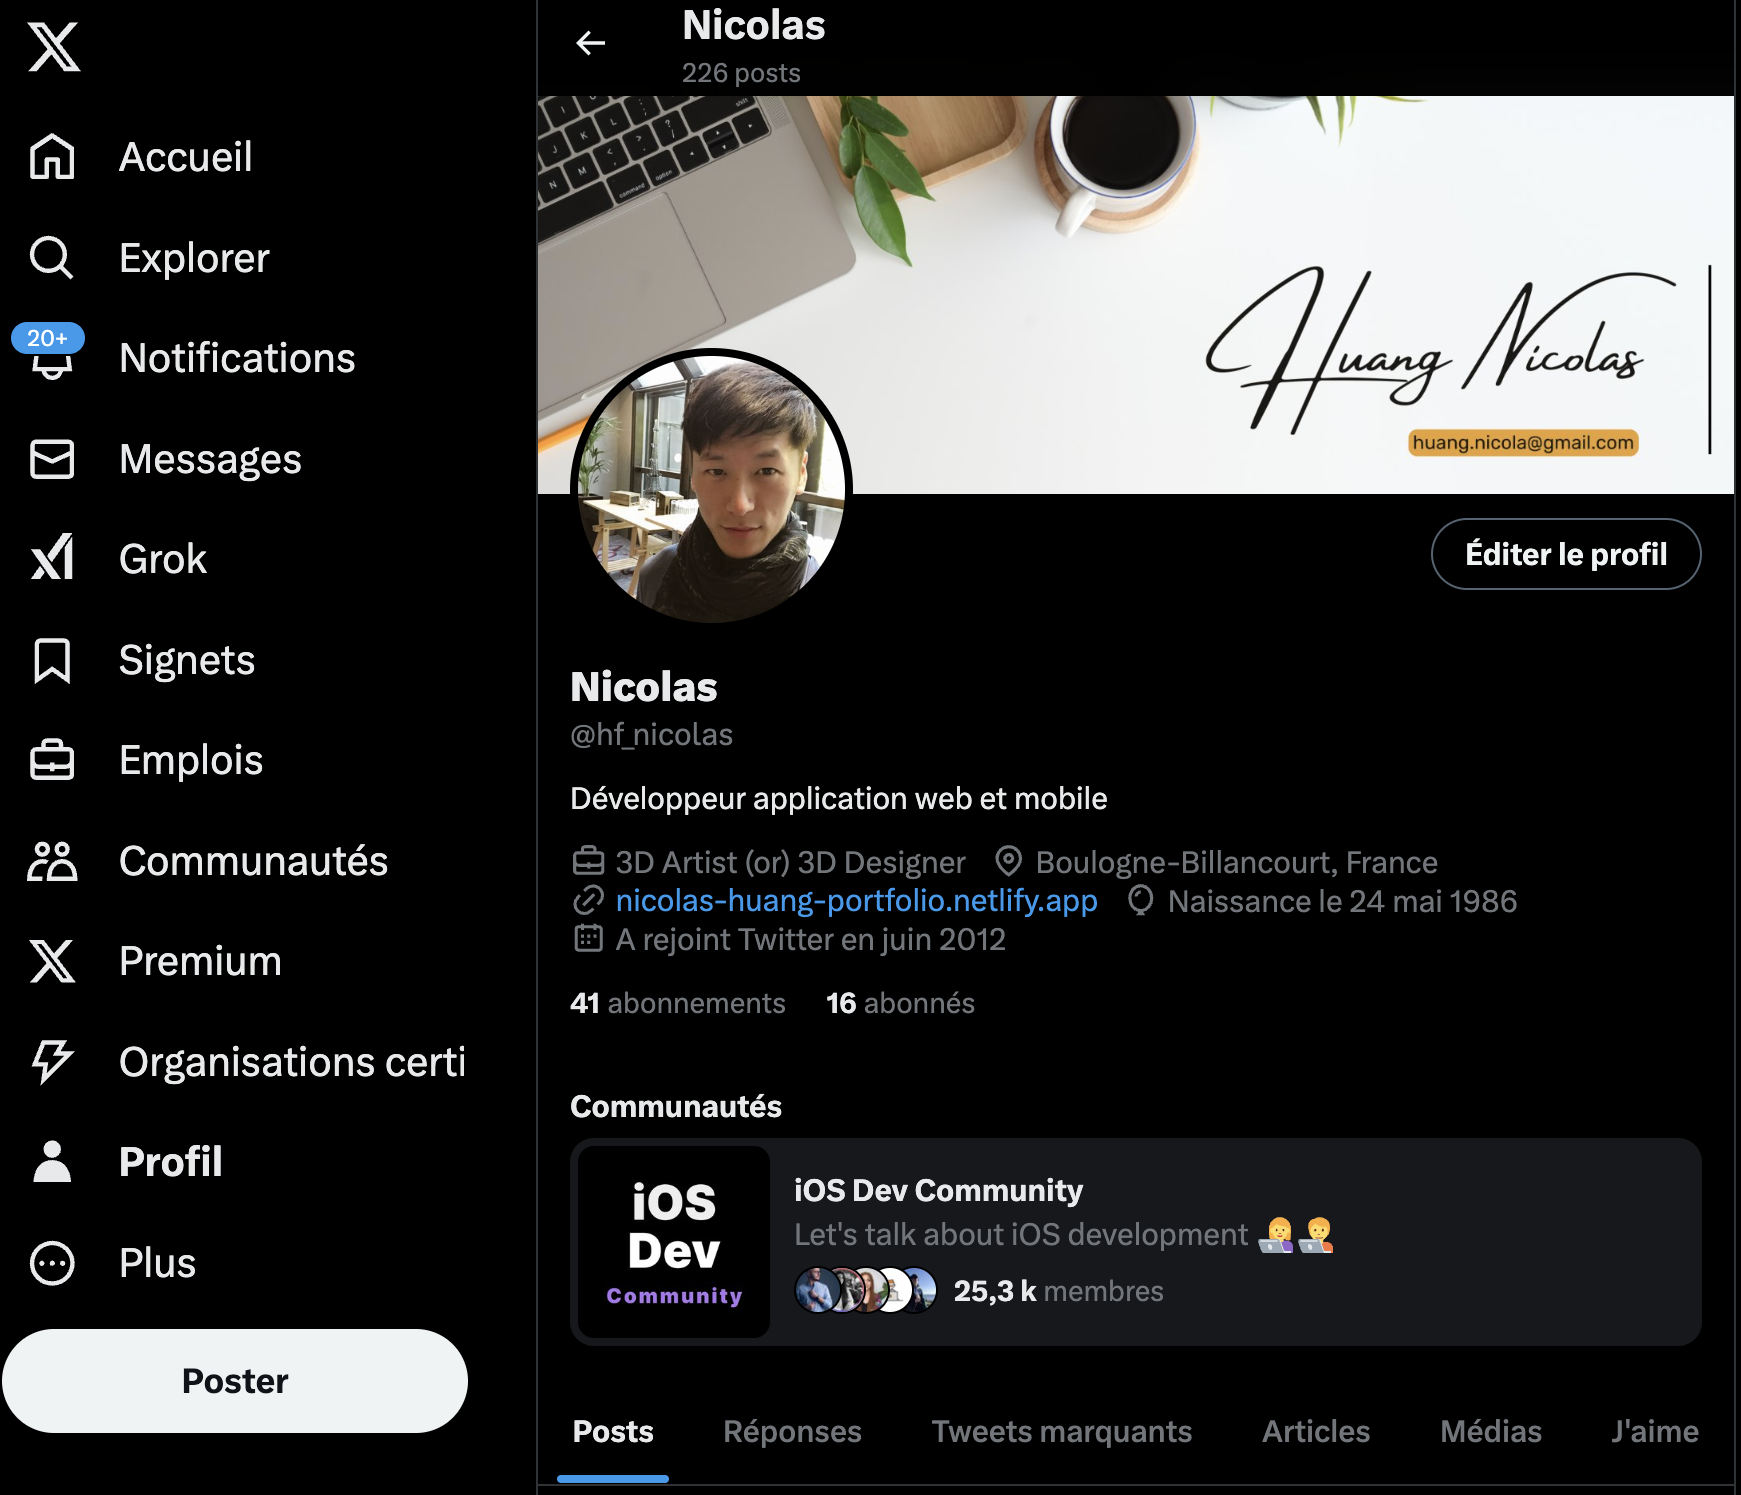 Nicolas
226 posts
Accueil
Explorer
20+
Notifications
Messages
Grok
Signets
Emplois
Communautés
Premium
Organisations certi
Profil
Plus
Poster
shift
command
option
Huang Nicolas
huang.nicola@gmail.com
Éditer le profil
Nicolas
@hf_nicolas
Développeur application web et mobile
3D Artist (or) 3D Designer Boulogne-Billancourt, France
nicolas-huang-portfolio.netlify.app Naissance le 24 mai 1986
A rejoint Twitter en juin 2012
41 abonnements 16 abonnés
Communautés
iOS
Dev
Community
iOS Dev Community
Let's talk about iOS development 👩‍💻🧑‍💻
25,3 k membres
Posts Réponses Tweets marquants Articles Médias J'aime